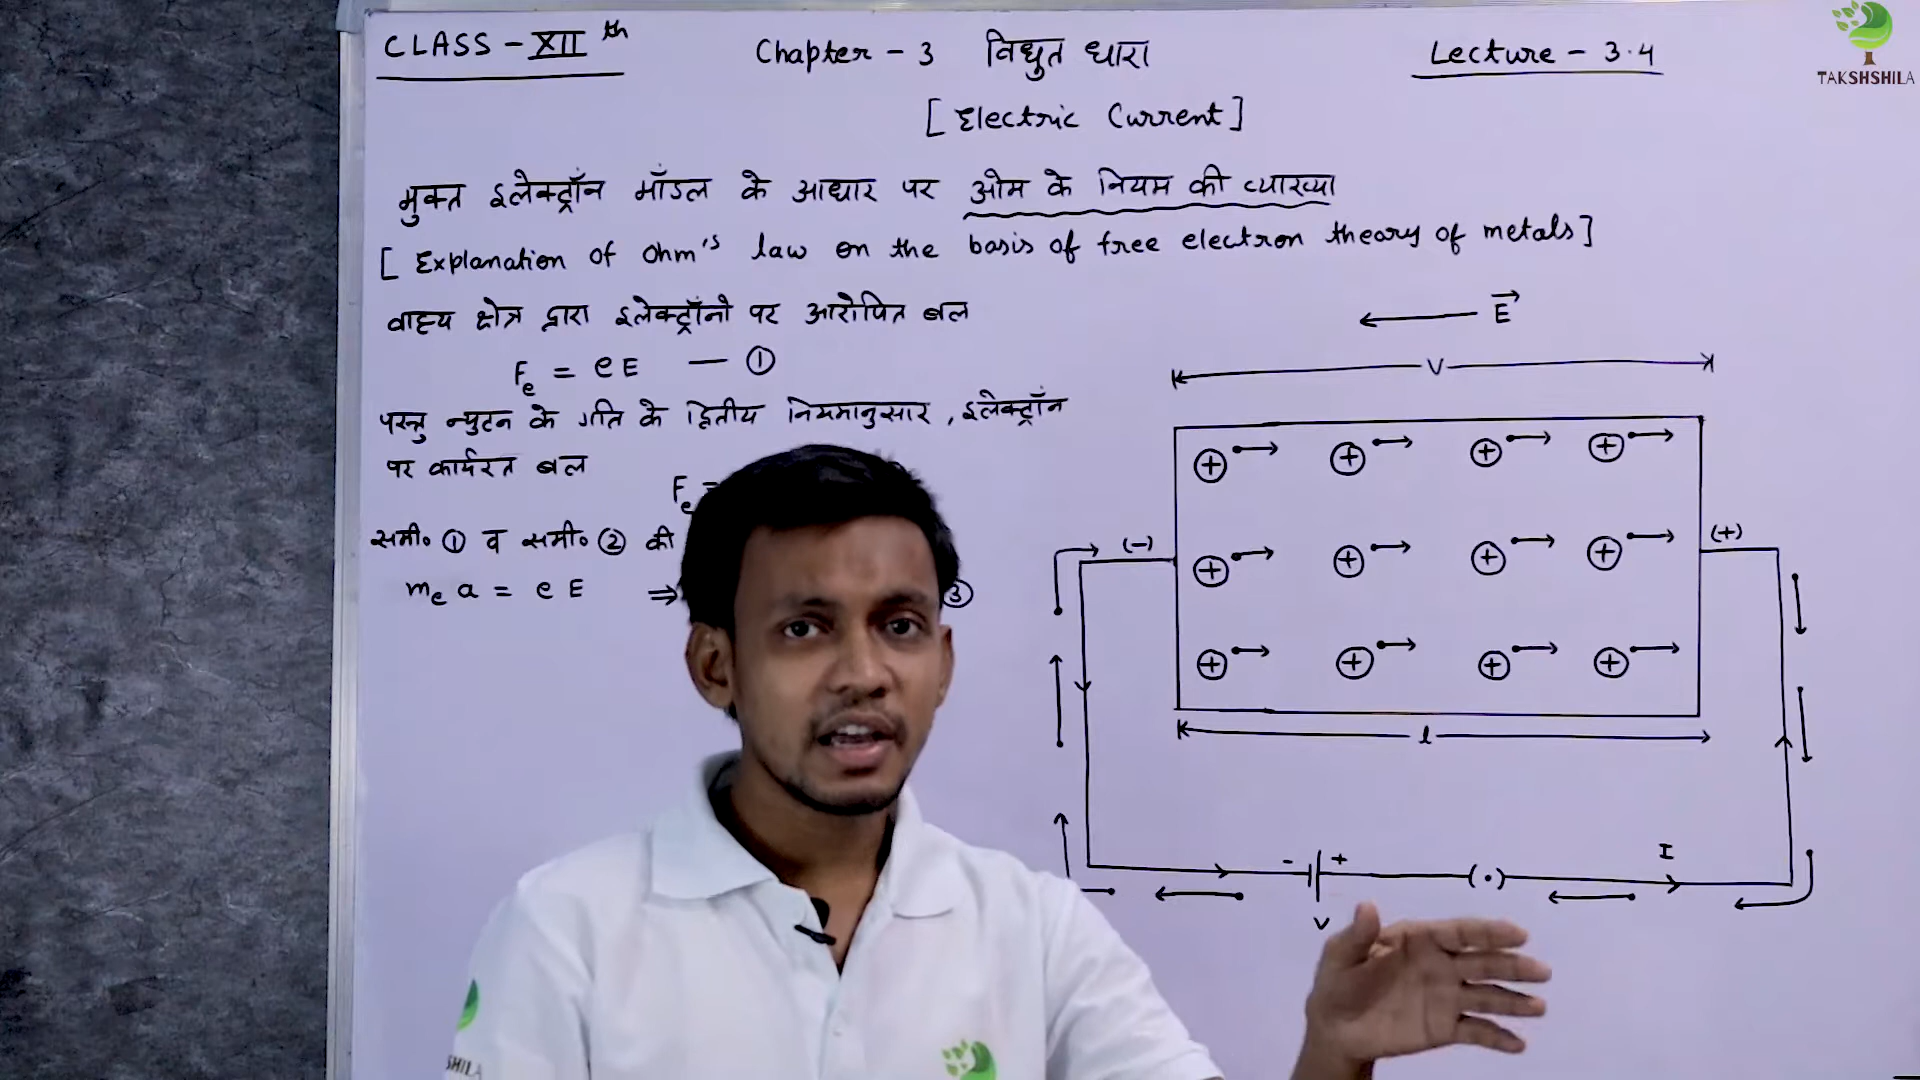 CLASS - XII th
Chapter - 3 विद्युत धारा
Lecture - 3.4
TAKSHSHILA
[ Electric Current ]
मुक्त इलेक्ट्रॉन मॉडल के आधार पर ओम के नियम की व्याख्या
[ Explanation of Ohm's law on the basis of free electron theory of metals ]
वाह्य क्षेत्र द्वारा इलेक्ट्रॉनो पर आरोपित बल
Fe = eE — ①
परन्तु न्युटन के गति के द्वितीय नियमानुसार, इलेक्ट्रॉन
पर कार्यरत बल
Fe =
समी० ① व समी० ② की
me a = e E ⇒ ③
E
V
(-)
(+)
l
- +
(.)
I
V